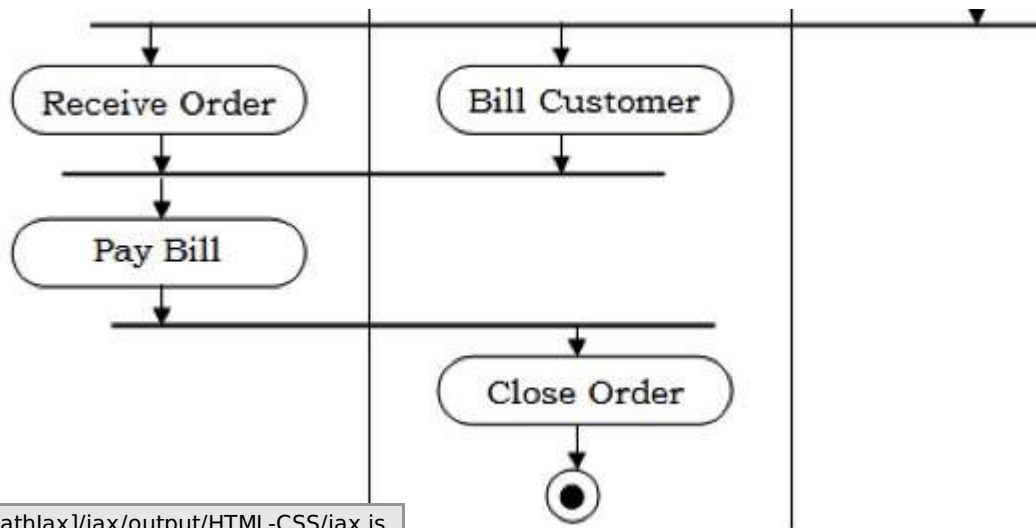 Receive Order
Bill Customer
Pay Bill
Close Order
athJax]/jax/output/HTML-CSS/jax.js